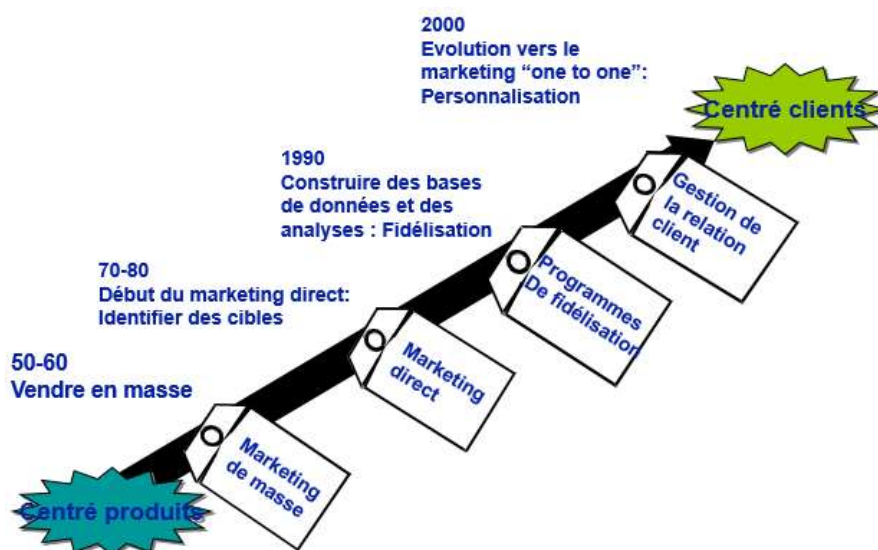 2000
Evolution vers le
marketing “one to one”:
Personnalisation
Centré clients
1990
Construire des bases
de données et des
analyses : Fidélisation
Gestion de
la relation
client
70-80
Début du marketing direct:
Identifier des cibles
Programmes
De fidélisation
50-60
Vendre en masse
Marketing
direct
Marketing
de masse
Centré produits